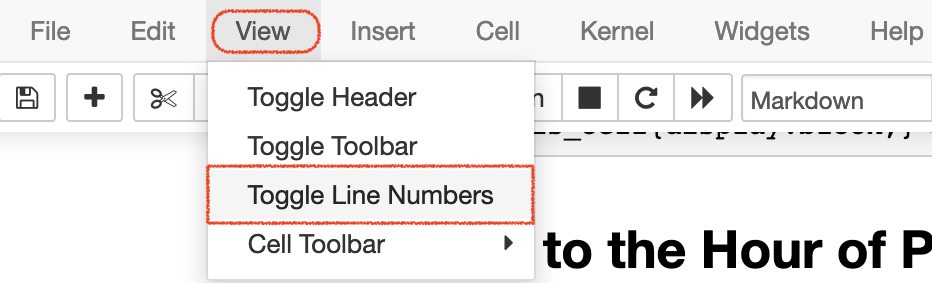 File Edit View Insert Cell Kernel Widgets Help
Markdown
Toggle Header
Toggle Toolbar
Toggle Line Numbers
Cell Toolbar
to the Hour of P